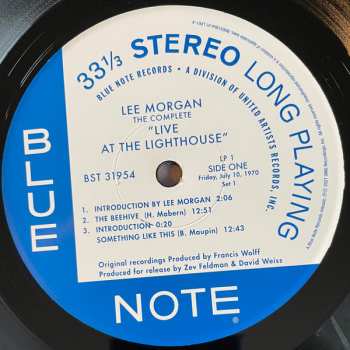 33 1/3 STEREO LONG PLAYING
BLUE NOTE RECORDS • A DIVISION OF UNITED ARTISTS RECORDS, INC.
LEE MORGAN
THE COMPLETE
"LIVE
AT THE LIGHTHOUSE"
BST 31954
LP 1
SIDE ONE
Friday, July 10, 1970
Set 1
1. INTRODUCTION BY LEE MORGAN 2:06
2. THE BEEHIVE (H. Mabern) 12:51
3. INTRODUCTION 0:20
SOMETHING LIKE THIS (B. Maupin) 12:43
Original recordings Produced by Francis Wolff
Produced for release by Zev Feldman & David Weiss
BLUE
NOTE
®